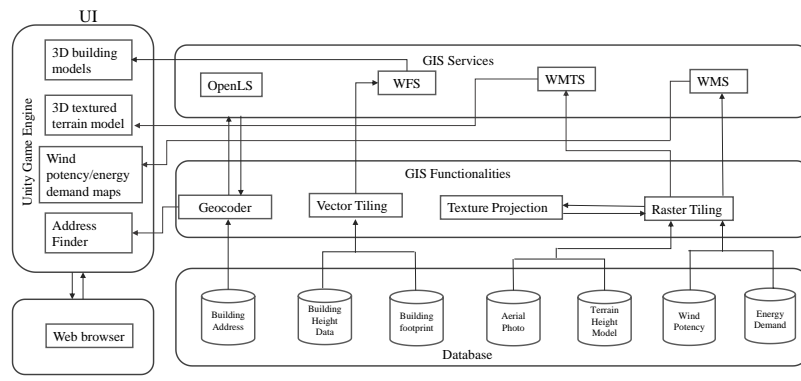 UI
Unity Game Engine
3D building
models
3D textured
terrain model
Wind
potency/energy
demand maps
Address
Finder
Web browser
GIS Services
OpenLS
WFS
WMTS
WMS
GIS Functionalities
Geocoder
Vector Tiling
Texture Projection
Raster Tiling
Building
Address
Building
Height
Data
Building
footprint
Aerial
Photo
Terrain
Height
Model
Wind
Potency
Energy
Demand
Database